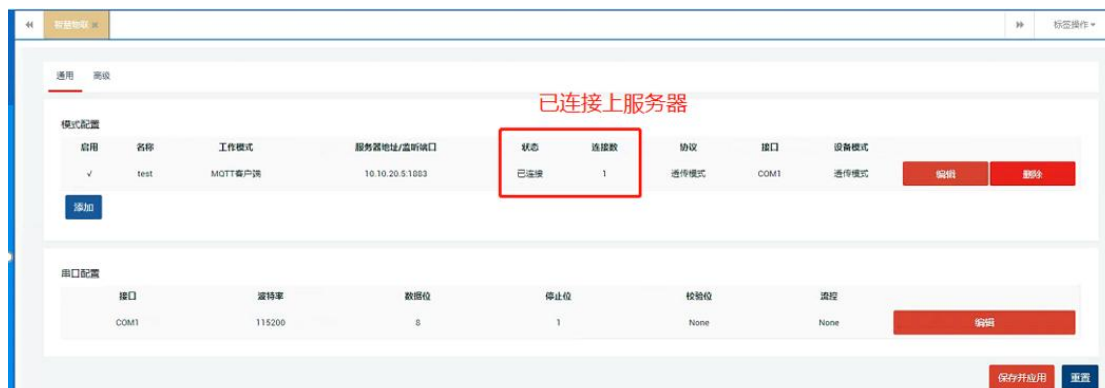 联量物联 ×
标签操作
通用 高级
已连接上服务器
模式配置
启用 名称 工作模式 服务器地址/监听端口 状态 连接数 协议 接口 设备模式
√ test MQTT客户端 10.10.20.5:1883 已连接 1 透传模式 COM1 透传模式 编辑 删除
添加
串口配置
接口 波特率 数据位 停止位 校验位 流控
COM1 115200 8 1 None None 编辑
保存并应用 重置